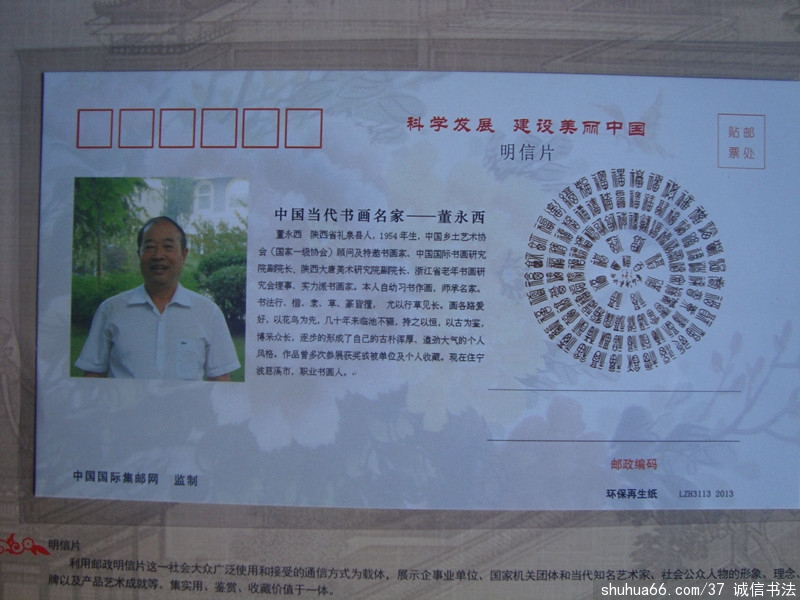 科学发展 建设美丽中国
明信片
贴邮
票处
中国当代书画名家——董永西
董永西 陕西省礼泉县人，1954年生，中国乡土艺术协
会（国家一级协会）顾问及特邀书画家、中国国际书画研究
院副院长、陕西大唐美术研究院副院长、浙江省老年书画研
究会理事、实力派书画家。本人自幼习书作画，师承名家。
书法行、楷、隶、草、篆皆擅， 尤以行草见长。画各路爱
好，以花鸟为先，几十年来临池不辍，持之以恒，以古为鉴，
博采众长，逐步的形成了自己的古朴浑厚、遒劲大气的个人
风格，作品曾多次参展获奖或被单位及个人收藏。现在住宁
波慈溪市，职业书画人。
邮政编码
中国国际集邮网 监制
环保再生纸 LZH3113 2013
明信片
利用邮政明信片这一社会大众广泛使用和接受的通信方式为载体，展示企事业单位、国家机关团体和当代知名艺术家、社会公众人物的形象、理念、
牌以及产品艺术成就等，集实用、鉴赏、收藏价值于一体。
shuhua66.com/37 诚信书法